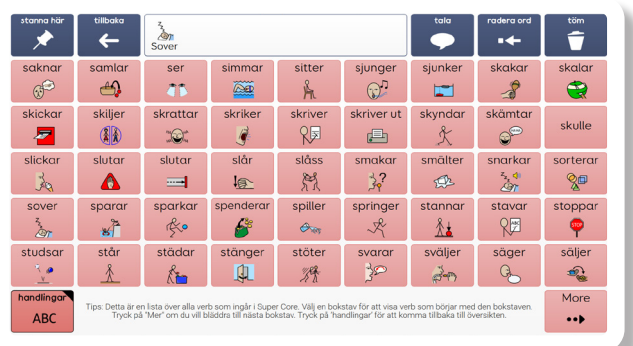 stanna här
tillbaka
Sover
tala
radera ord
töm
saknar
samlar
ser
simmar
sitter
sjunger
sjunker
skakar
skalar
skickar
skiljer
skrattar
skriker
skriver
skriver ut
skyndar
skämtar
skulle
slickar
slutar
slutar
slår
slåss
smakar
smälter
snarkar
sorterar
sover
sparar
sparkar
spenderar
spiller
springer
stannar
stavar
stoppar
studsar
står
städar
stänger
stöter
svarar
sväljer
säger
säljer
handlingar
ABC
Tips: Detta är en lista över alla verb som ingår i Super Core. Välj en bokstav för att visa verb som börjar med den bokstaven.
Tryck på "Mer" om du vill bläddra till nästa bokstav. Tryck på 'handlingar' för att komma tillbaka till översikten.
More